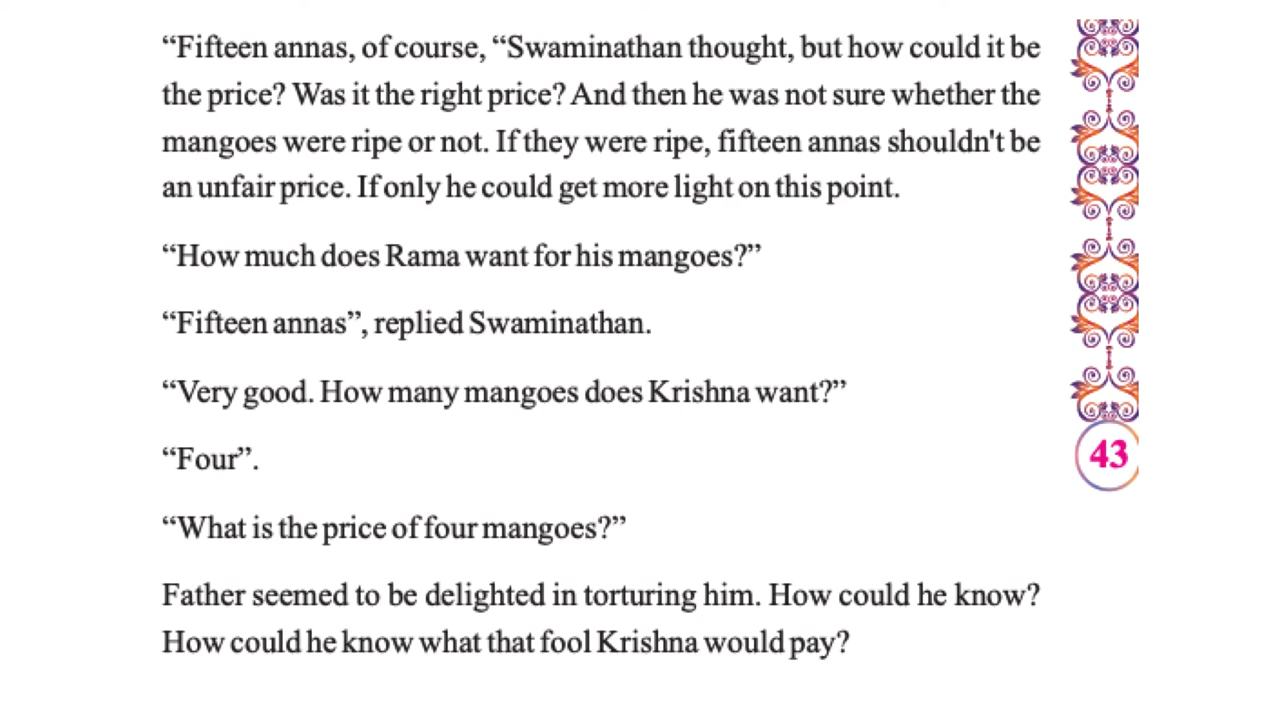 “Fifteen annas, of course, “Swaminathan thought, but how could it be
the price? Was it the right price? And then he was not sure whether the
mangoes were ripe or not. If they were ripe, fifteen annas shouldn't be
an unfair price. If only he could get more light on this point.
“How much does Rama want for his mangoes?”
“Fifteen annas”, replied Swaminathan.
“Very good. How many mangoes does Krishna want?”
“Four”.
“What is the price of four mangoes?”
Father seemed to be delighted in torturing him. How could he know?
How could he know what that fool Krishna would pay?
43